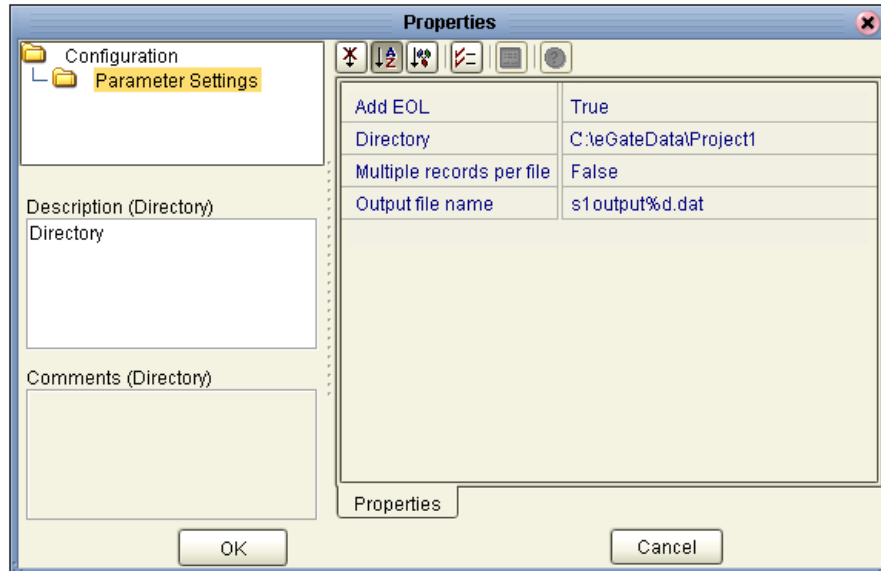 Properties
Configuration
Parameter Settings
Description (Directory)
Directory
Comments (Directory)
Add EOL True
Directory C:\eGateData\Project1
Multiple records per file False
Output file name s1output%d.dat
Properties
OK Cancel